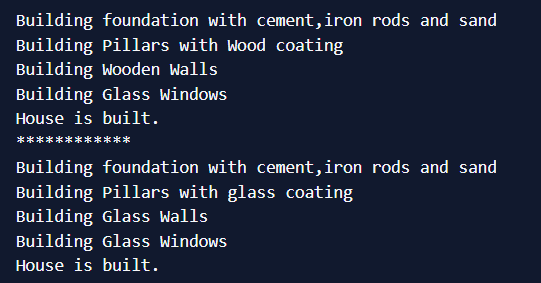 Building foundation with cement,iron rods and sand
Building Pillars with Wood coating
Building Wooden Walls
Building Glass Windows
House is built.
************
Building foundation with cement,iron rods and sand
Building Pillars with glass coating
Building Glass Walls
Building Glass Windows
House is built.